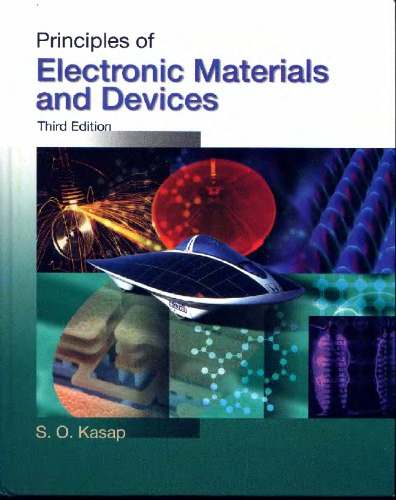 Principles of
Electronic Materials
and Devices
Third Edition
S. O. Kasap